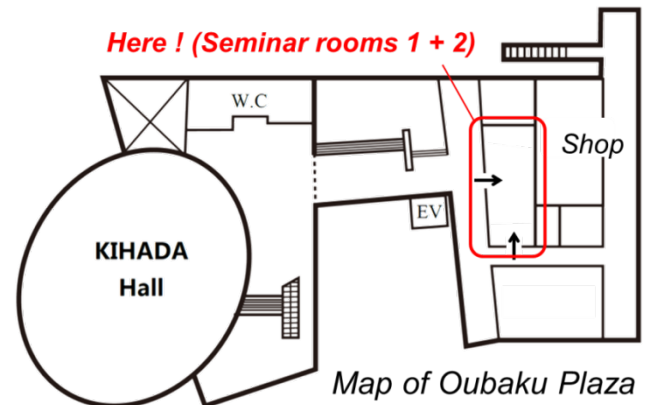 Here ! (Seminar rooms 1 + 2)
W.C
Shop
EV
KIHADA
Hall
Map of Oubaku Plaza